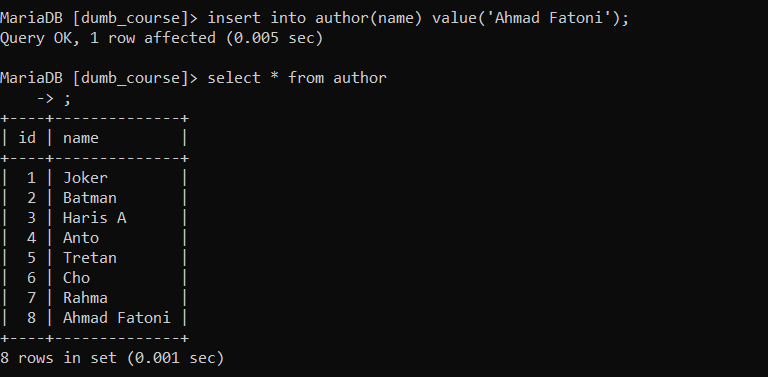 MariaDB [dumb_course]> insert into author(name) value('Ahmad Fatoni');
Query OK, 1 row affected (0.005 sec)

MariaDB [dumb_course]> select * from author
    -> ;
+----+--------------+
| id | name         |
+----+--------------+
|  1 | Joker        |
|  2 | Batman       |
|  3 | Haris A      |
|  4 | Anto         |
|  5 | Tretan       |
|  6 | Cho          |
|  7 | Rahma        |
|  8 | Ahmad Fatoni |
+----+--------------+
8 rows in set (0.001 sec)